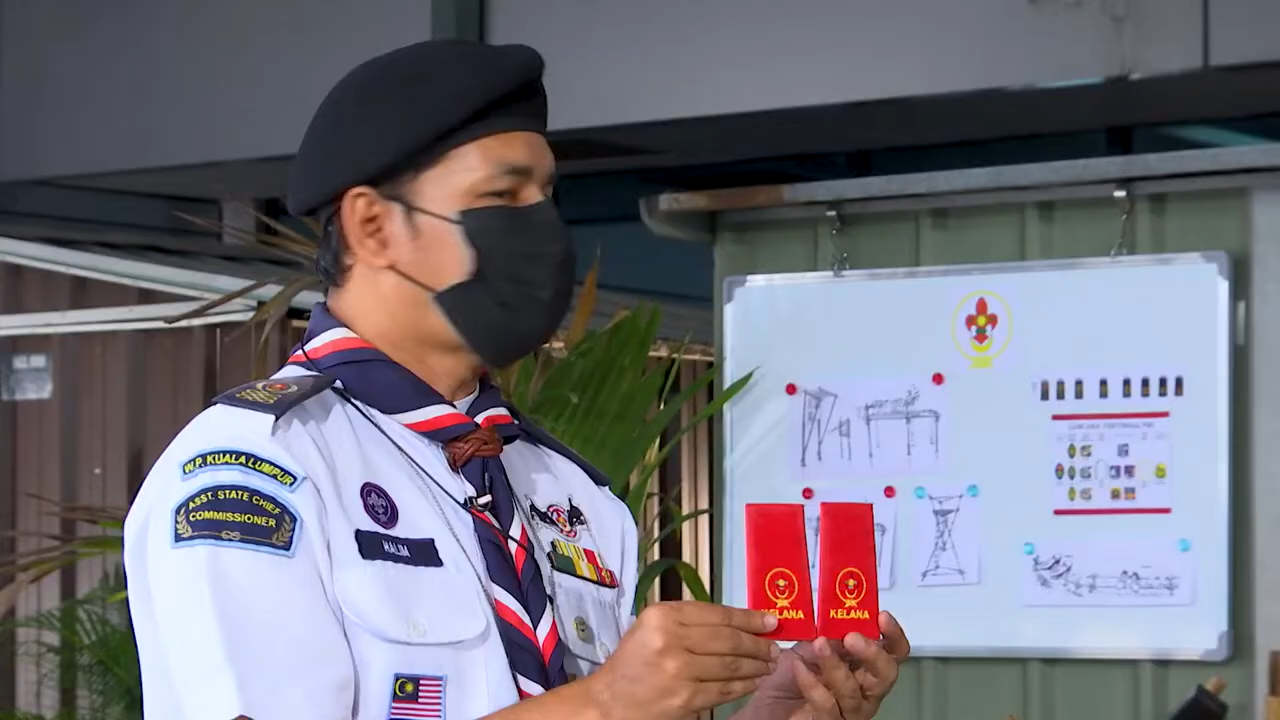 W.P. KUALA LUMPUR
ASST. STATE CHIEF
COMMISSIONER
HALIM
KELANA
KELANA